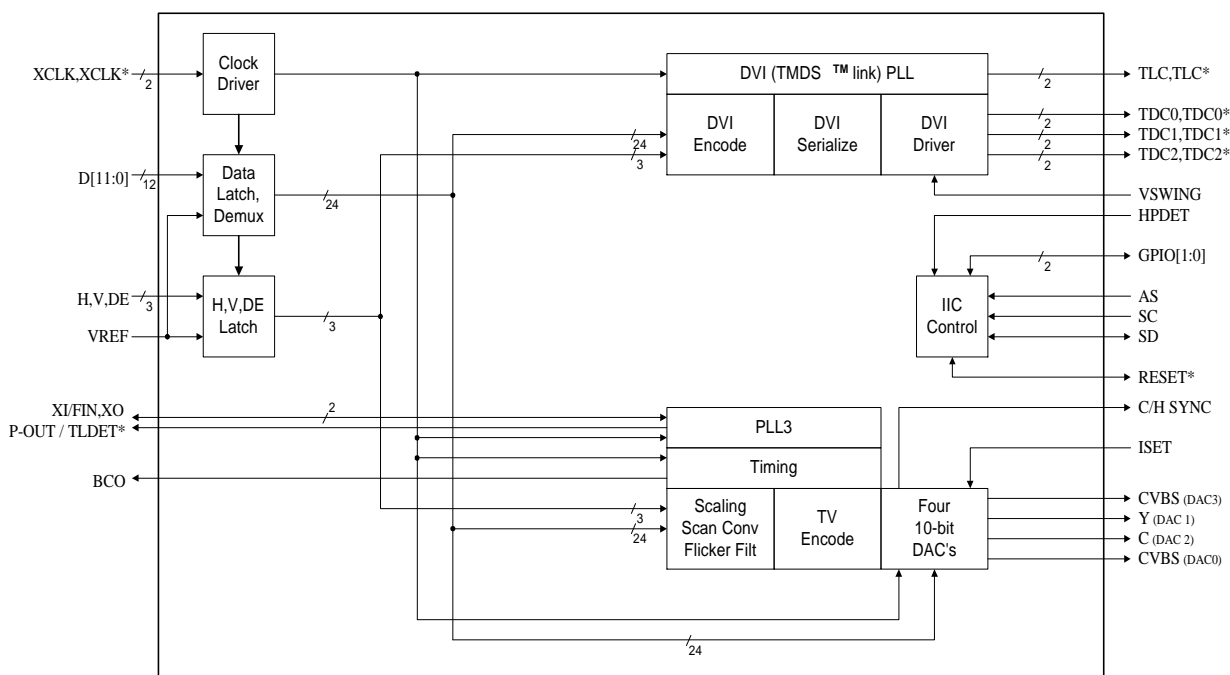 XCLK,XCLK*
2
Clock
Driver
DVI (TMDS ™ link) PLL
2
TLC,TLC*
DVI
Encode
DVI
Serialize
DVI
Driver
2
TDC0,TDC0*
2
TDC1,TDC1*
2
TDC2,TDC2*
24
3
D[11:0]
12
Data
Latch,
Demux
24
VSWING
HPDET
2
GPIO[1:0]
H,V,DE
3
H,V,DE
Latch
3
VREF
IIC
Control
AS
SC
SD
RESET*
XI/FIN,XO
2
P-OUT / TLDET*
PLL3
C/H SYNC
BCO
Timing
ISET
3
24
Scaling
Scan Conv
Flicker Filt
TV
Encode
Four
10-bit
DAC's
CVBS (DAC3)
Y (DAC 1)
C (DAC 2)
CVBS (DAC0)
24